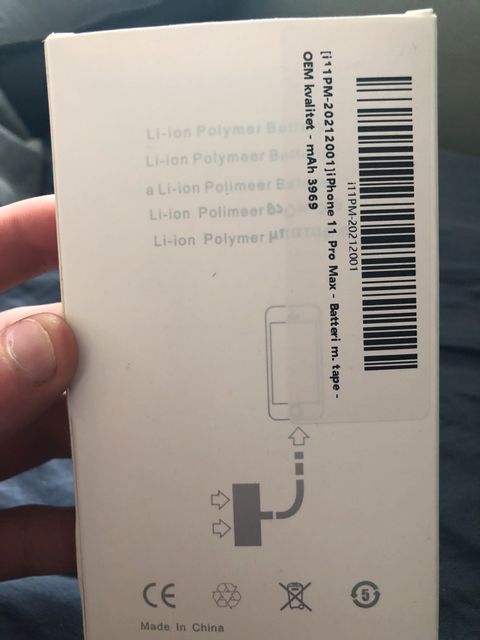 [i11PM-20212001]iPhone 11 Pro Max - Batteri m. tape -
OEM kvalitet - mAh 3969
i11PM-20212001
Li-ion Polymer
Li-ion Polymeer
a Li-ion Polimeer
Li-ion Polimeer
Li-ion Polymer
5
CE
Made In China